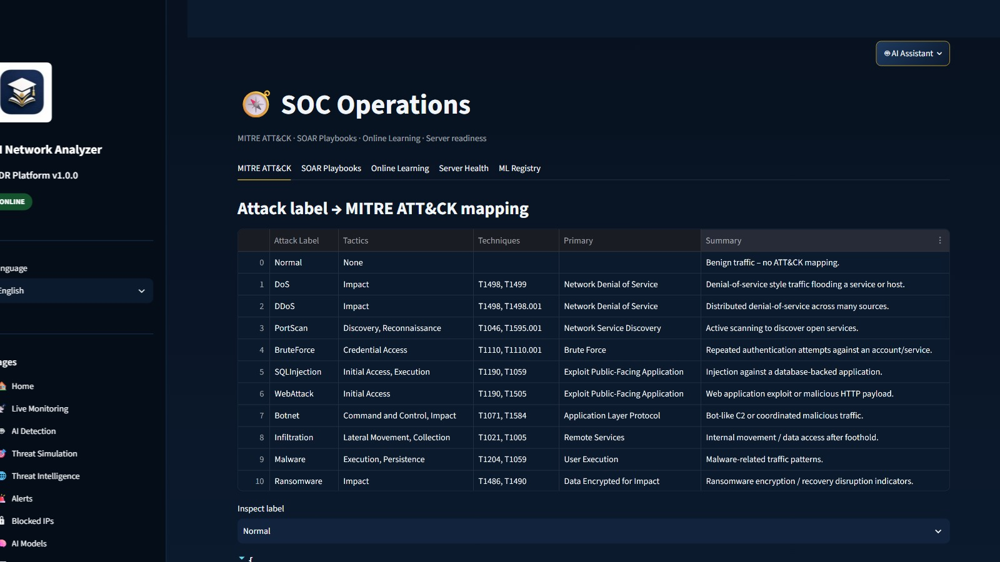 AI Assistant
SOC Operations
MITRE ATT&CK · SOAR Playbooks · Online Learning · Server readiness
MITRE ATT&CK SOAR Playbooks Online Learning Server Health ML Registry
Attack label → MITRE ATT&CK mapping
Attack Label Tactics Techniques Primary Summary
0 Normal None Benign traffic – no ATT&CK mapping.
1 DoS Impact T1498, T1499 Network Denial of Service Denial-of-service style traffic flooding a service or host.
2 DDoS Impact T1498, T1498.001 Network Denial of Service Distributed denial-of-service across many sources.
3 PortScan Discovery, Reconnaissance T1046, T1595.001 Network Service Discovery Active scanning to discover open services.
4 BruteForce Credential Access T1110, T1110.001 Brute Force Repeated authentication attempts against an account/service.
5 SQLInjection Initial Access, Execution T1190, T1059 Exploit Public-Facing Application Injection against a database-backed application.
6 WebAttack Initial Access T1190, T1505 Exploit Public-Facing Application Web application exploit or malicious HTTP payload.
7 Botnet Command and Control, Impact T1071, T1584 Application Layer Protocol Bot-like C2 or coordinated malicious traffic.
8 Infiltration Lateral Movement, Collection T1021, T1005 Remote Services Internal movement / data access after foothold.
9 Malware Execution, Persistence T1204, T1059 User Execution Malware-related traffic patterns.
10 Ransomware Impact T1486, T1490 Data Encrypted for Impact Ransomware encryption / recovery disruption indicators.
Inspect label
Normal
{
Network Analyzer
DR Platform v1.0.0
ONLINE
nguage
English
ages
Home
Live Monitoring
AI Detection
Threat Simulation
Threat Intelligence
Alerts
Blocked IPs
AI Models